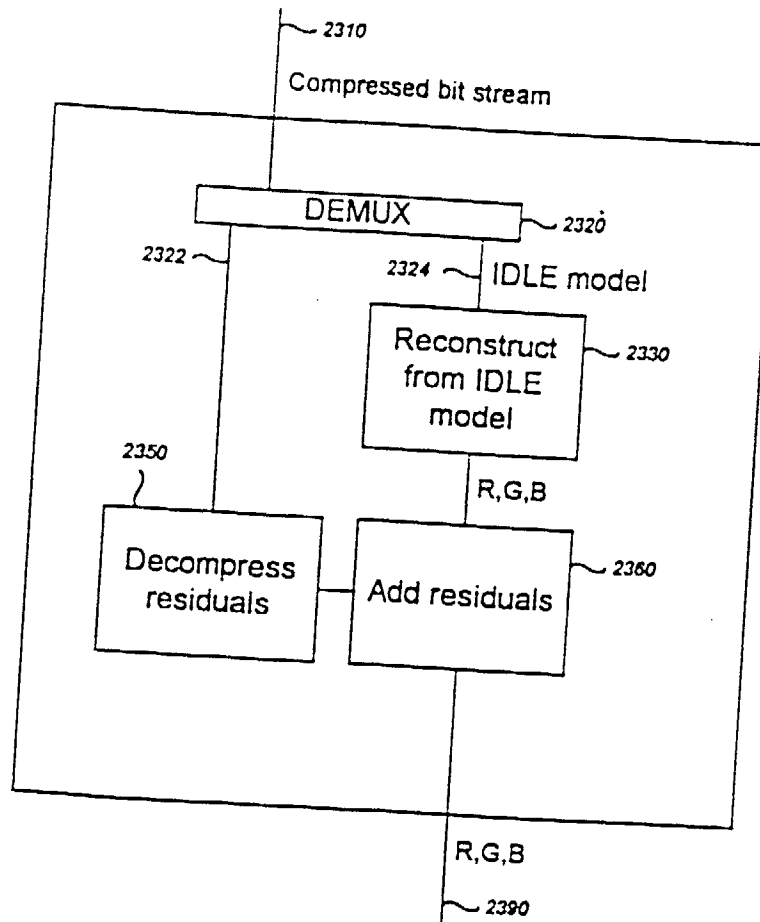 2310
Compressed bit stream
DEMUX
2320
2322
2324
IDLE model
Reconstruct
from IDLE
model
2330
2350
R,G,B
Decompress
residuals
Add residuals
2360
R,G,B
2390